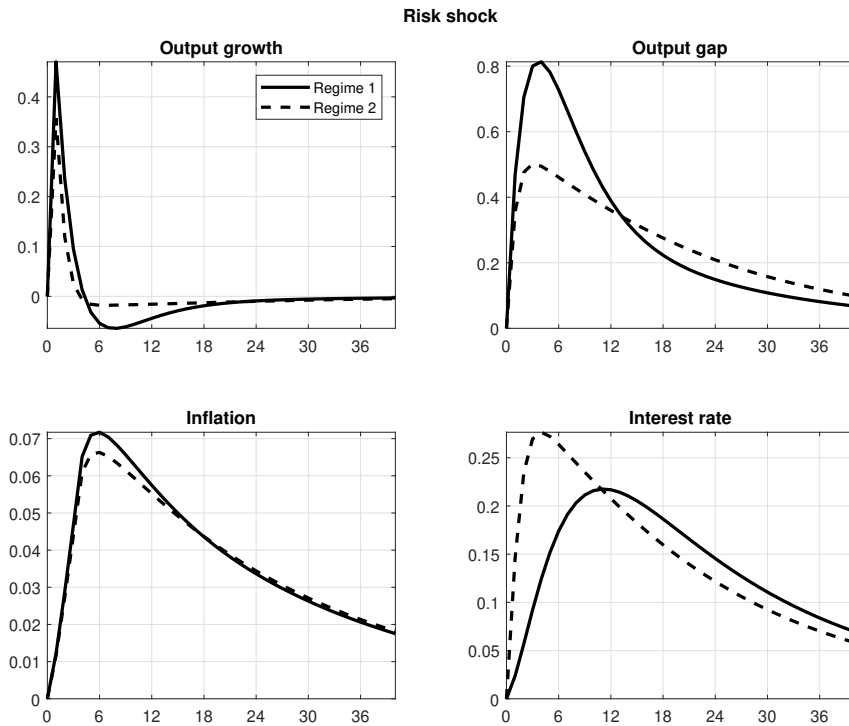 Risk shock
Output growth
Regime 1
Regime 2
0.4
0.3
0.2
0.1
0
0 6 12 18 24 30 36
Output gap
0.8
0.6
0.4
0.2
0
0 6 12 18 24 30 36
Inflation
0.07
0.06
0.05
0.04
0.03
0.02
0.01
0
0 6 12 18 24 30 36
Interest rate
0.25
0.2
0.15
0.1
0.05
0
0 6 12 18 24 30 36